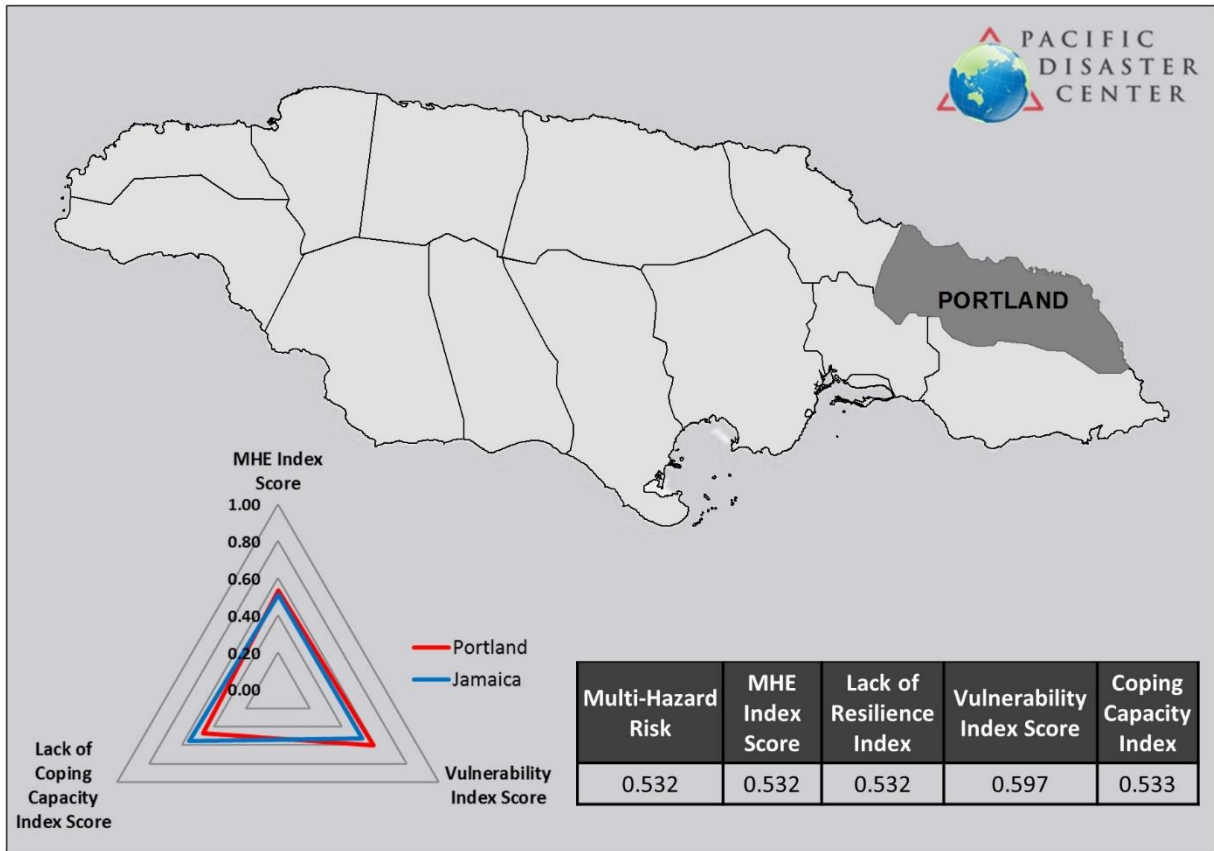 PACIFIC
DISASTER
CENTER
PORTLAND
MHE Index
Score
1.00
0.80
0.60
0.40
0.20
0.00
Portland
Jamaica
Lack of
Coping
Capacity
Index Score
Vulnerability
Index Score
Multi-Hazard
Risk
MHE
Index
Score
Lack of
Resilience
Index
Vulnerability
Index Score
Coping
Capacity
Index
0.532
0.532
0.532
0.597
0.533